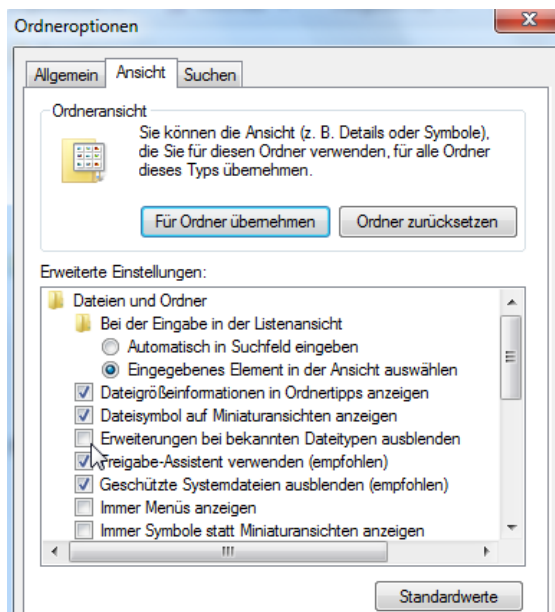 Ordneroptionen
Allgemein Ansicht Suchen
Ordneransicht
Sie können die Ansicht (z. B. Details oder Symbole),
die Sie für diesen Ordner verwenden, für alle Ordner
dieses Typs übernehmen.
Für Ordner übernehmen Ordner zurücksetzen
Erweiterte Einstellungen:
Dateien und Ordner
Bei der Eingabe in der Listenansicht
Automatisch in Suchfeld eingeben
Eingegebenes Element in der Ansicht auswählen
Dateigrößeinformationen in Ordnertipps anzeigen
Dateisymbol auf Miniaturansichten anzeigen
Erweiterungen bei bekannten Dateitypen ausblenden
Freigabe-Assistent verwenden (empfohlen)
Geschützte Systemdateien ausblenden (empfohlen)
Immer Menüs anzeigen
Immer Symbole statt Miniaturansichten anzeigen
Standardwerte